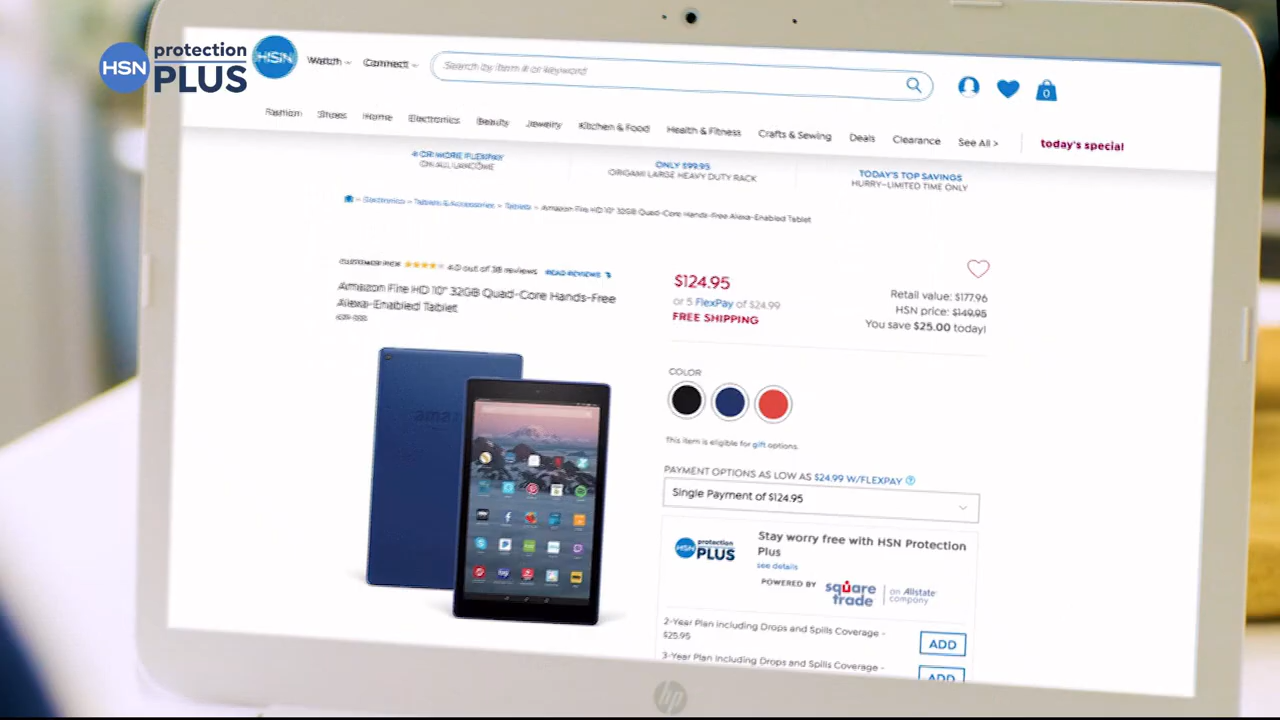 HSN protection PLUS
HSN
Watch Connect
Search by item # or keyword
0
Fashion Shoes Home Electronics Beauty Jewelry Kitchen & Food Health & Fitness Crafts & Sewing Deals Clearance See All > today's special
4 OR MORE FLEXPAY
ON ALL LANCÔME
ONLY $99.95
ORIGAMI LARGE HEAVY DUTY RACK
TODAY'S TOP SAVINGS
HURRY–LIMITED TIME ONLY
Electronics Tablets & Accessories Tablets Amazon Fire HD 10" 32GB Quad-Core Hands-Free Alexa-Enabled Tablet
CUSTOMER PICK 4.0 out of 38 reviews READ REVIEWS
Amazon Fire HD 10" 32GB Quad-Core Hands-Free
Alexa-Enabled Tablet
$124.95
or 5 FlexPay of $24.99
FREE SHIPPING
Retail value: $177.96
HSN price: $149.95
You save $25.00 today!
COLOR
This item is eligible for gift options.
PAYMENT OPTIONS AS LOW AS $24.99 W/FLEXPAY ?
Single Payment of $124.95
HSN protection PLUS
Stay worry free with HSN Protection
Plus
see details
POWERED BY square trade an Allstate company
2-Year Plan Including Drops and Spills Coverage -
$25.95
ADD
3-Year Plan Including Drops and Spills Coverage -
ADD
hp